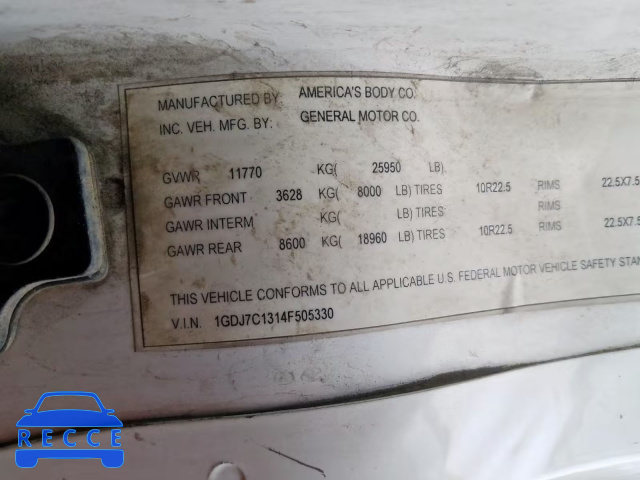 MANUFACTURED BY: AMERICA'S BODY CO.
INC. VEH. MFG. BY: GENERAL MOTOR CO.
GVWR 11770 KG( 25950 LB)
GAWR FRONT 3628 KG( 8000 LB) TIRES 10R22.5 RIMS 22.5X7.5
GAWR INTERM KG( LB) TIRES RIMS
GAWR REAR 8600 KG( 18960 LB) TIRES 10R22.5 RIMS 22.5X7.5
THIS VEHICLE CONFORMS TO ALL APPLICABLE U.S. FEDERAL MOTOR VEHICLE SAFETY STAN
V.I.N. 1GDJ7C1314F505330
RECCE